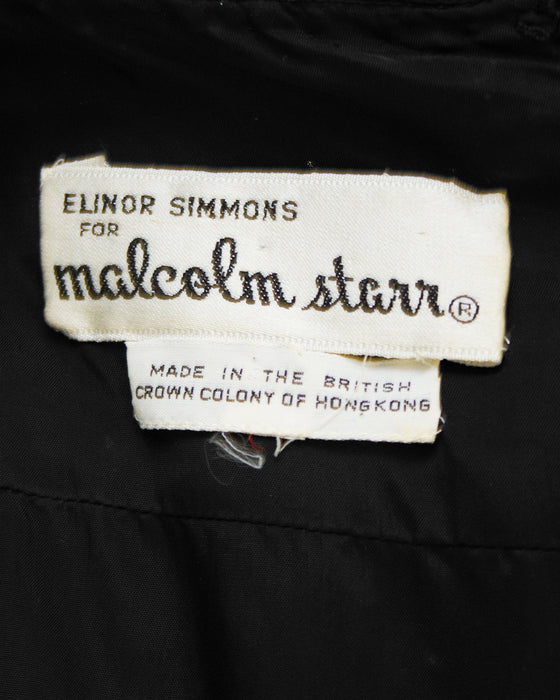 ELINOR SIMMONS
FOR
malcolm starr®
MADE IN THE BRITISH
CROWN COLONY OF HONGKONG